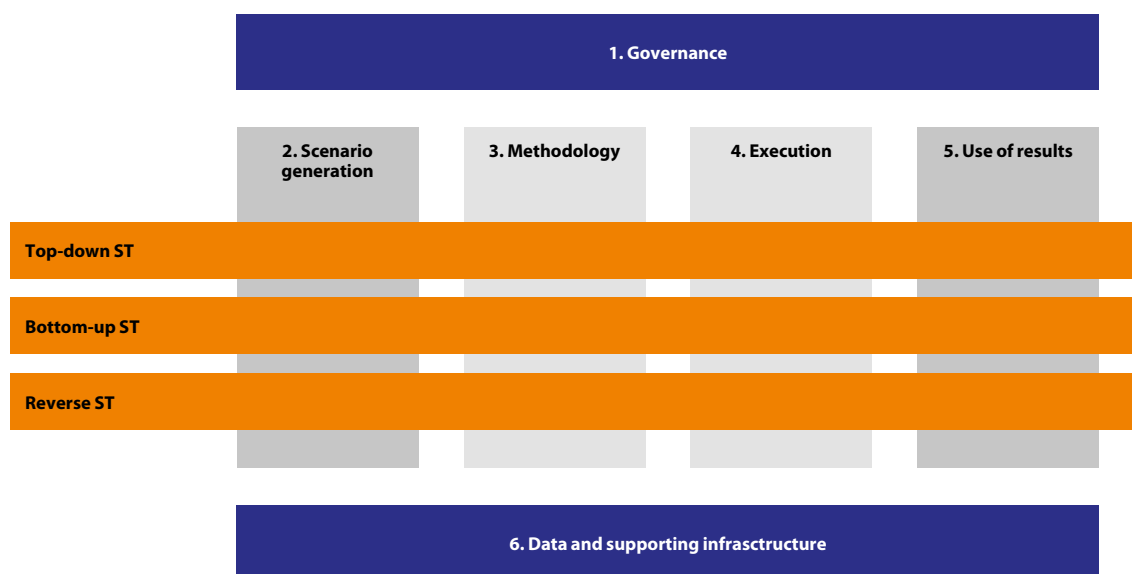 1. Governance
2. Scenario
generation
3. Methodology
4. Execution
5. Use of results
Top-down ST
Bottom-up ST
Reverse ST
6. Data and supporting infrasctructure